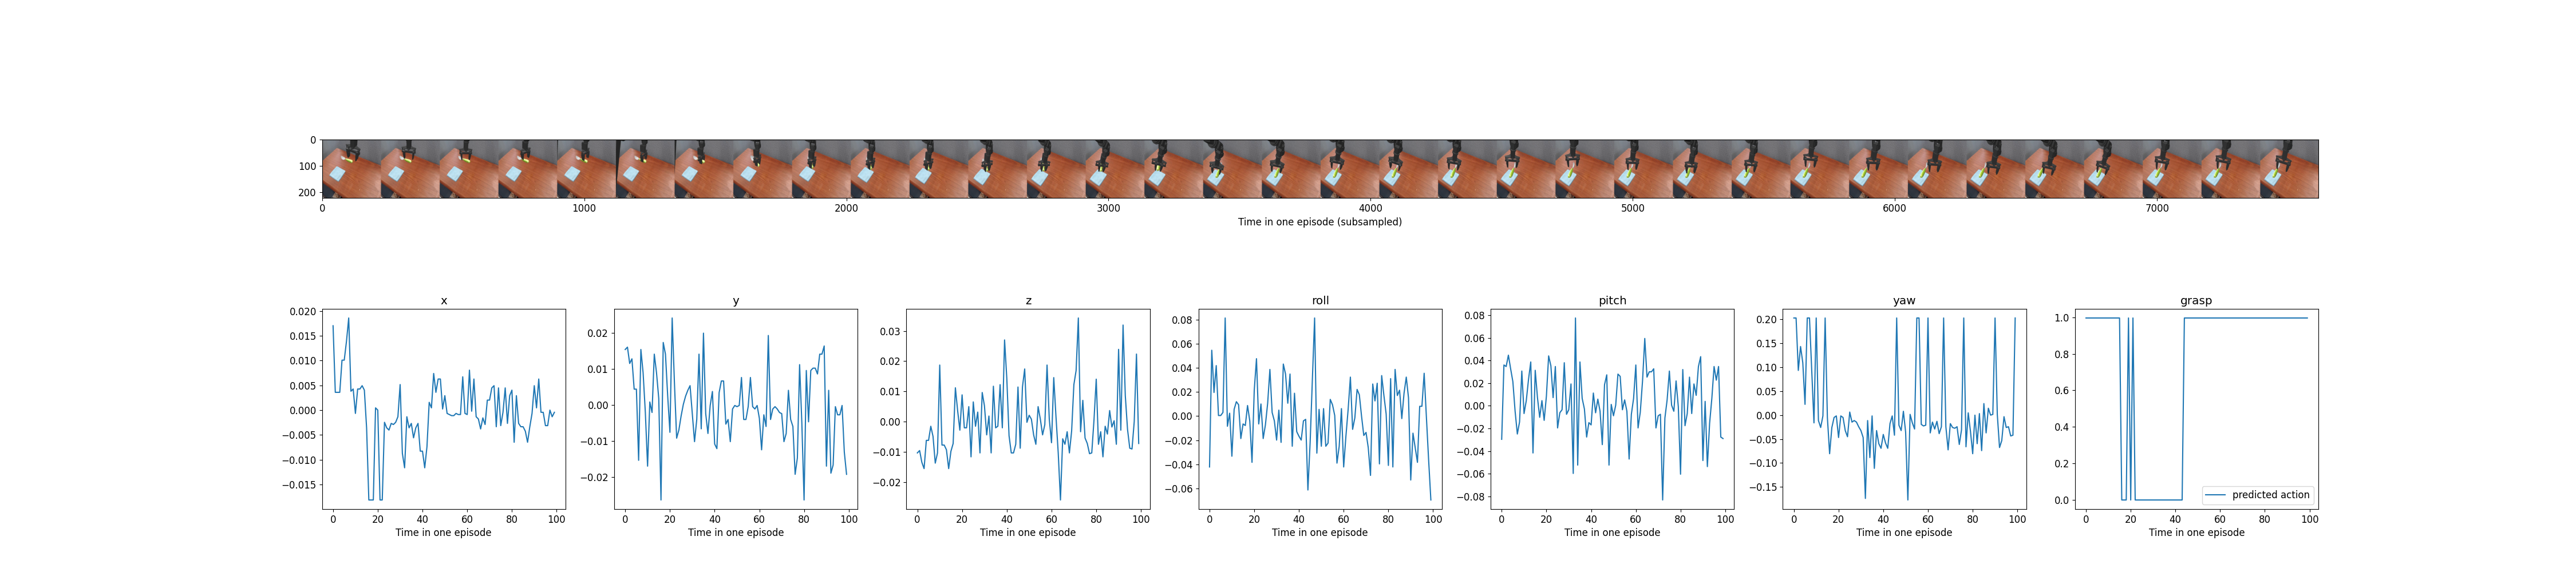 0
100
200
0 1000 2000 3000 4000 5000 6000 7000
Time in one episode (subsampled)
x
0.020
0.015
0.010
0.005
0.000
−0.005
−0.010
−0.015
0 20 40 60 80 100
Time in one episode
y
0.02
0.01
0.00
−0.01
−0.02
0 20 40 60 80 100
Time in one episode
z
0.03
0.02
0.01
0.00
−0.01
−0.02
0 20 40 60 80 100
Time in one episode
roll
0.08
0.06
0.04
0.02
0.00
−0.02
−0.04
−0.06
0 20 40 60 80 100
Time in one episode
pitch
0.08
0.06
0.04
0.02
0.00
−0.02
−0.04
−0.06
−0.08
0 20 40 60 80 100
Time in one episode
yaw
0.20
0.15
0.10
0.05
0.00
−0.05
−0.10
−0.15
0 20 40 60 80 100
Time in one episode
grasp
1.0
0.8
0.6
0.4
0.2
0.0
predicted action
0 20 40 60 80 100
Time in one episode